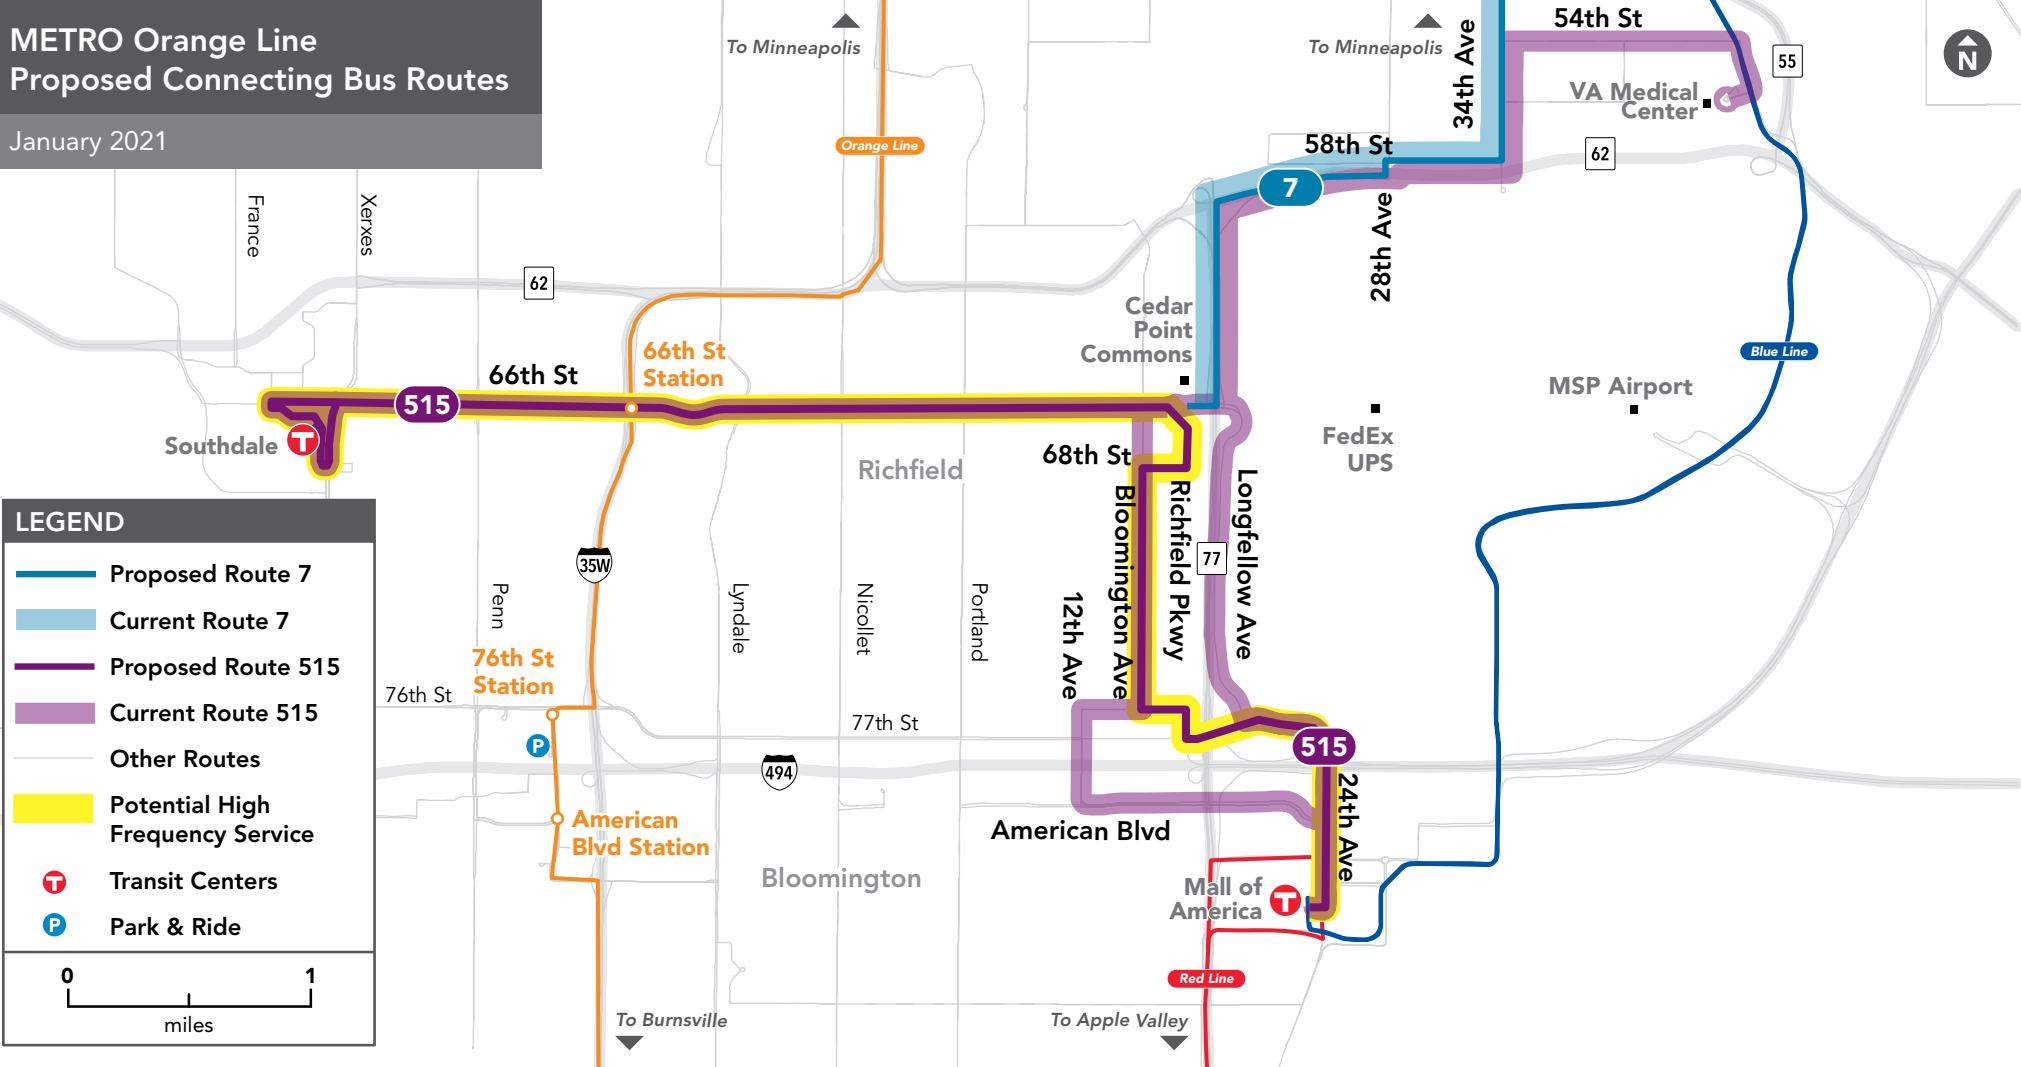 METRO Orange Line
Proposed Connecting Bus Routes
January 2021
To Minneapolis
To Minneapolis
34th Ave
54th St
55
N
VA Medical
Center
Orange Line
58th St
62
7
France
Xerxes
28th Ave
62
Cedar
Point
Commons
66th St
Station
Blue Line
66th St
515
MSP Airport
Southdale
T
68th St
Richfield
FedEx
UPS
Bloomington Ave
Richfield Pkwy
Longfellow Ave
77
35W
Penn
Lyndale
Nicollet
Portland
12th Ave
76th St
Station
76th St
77th St
P
515
494
24th Ave
American
Blvd Station
American Blvd
Bloomington
Mall of
America
T
Red Line
To Burnsville
To Apple Valley
LEGEND
Proposed Route 7
Current Route 7
Proposed Route 515
Current Route 515
Other Routes
Potential High
Frequency Service
T
Transit Centers
P
Park & Ride
0
1
miles